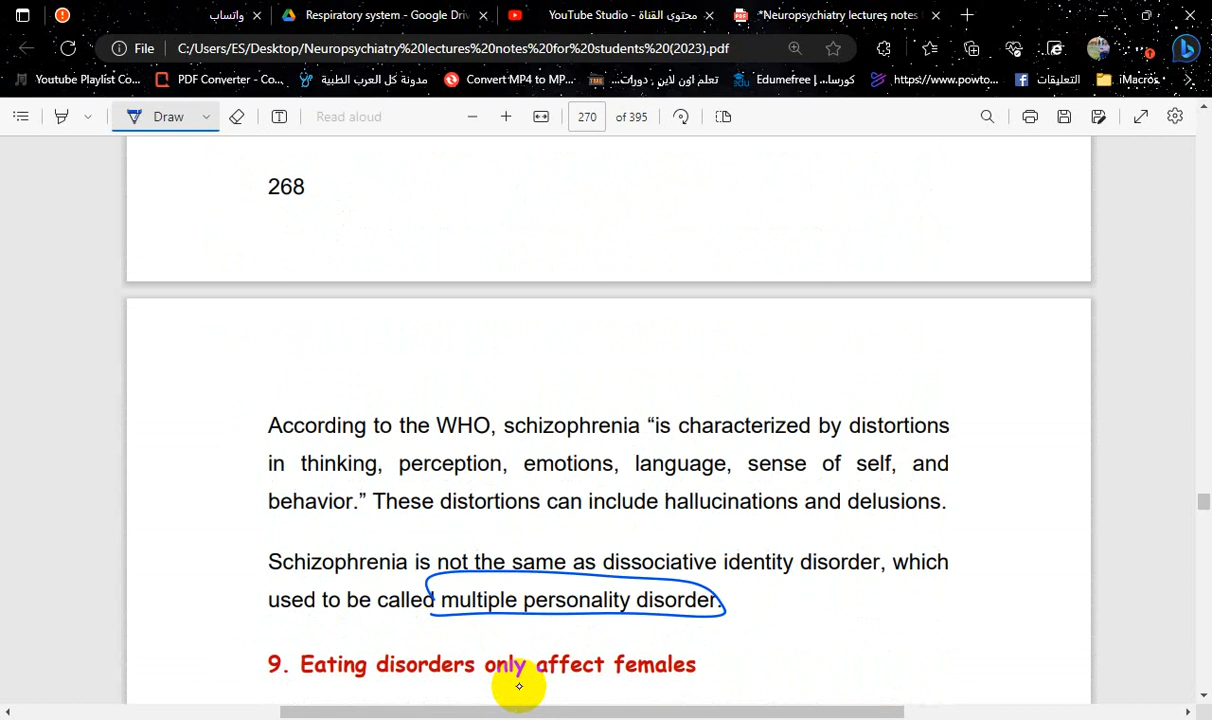 واتساب
Respiratory system - Google Driv
محتوى القناة - YouTube Studio
*Neuropsychiatry lectures notes
File
C:/Users/ES/Desktop/Neuropsychiatry%20lectures%20notes%20for%20students%20(2023).pdf
Youtube Playlist Co...
PDF Converter - Co...
مدونة كل العرب الطبية
Convert MP4 to MP...
تعلم اون لاين , دورات...
كورسا... | Edumefree
https://www.powto...
التعليقات
iMacros
Draw
Read aloud
270 of 395
268
According to the WHO, schizophrenia “is characterized by distortions
in thinking, perception, emotions, language, sense of self, and
behavior.” These distortions can include hallucinations and delusions.
Schizophrenia is not the same as dissociative identity disorder, which
used to be called multiple personality disorder.
9. Eating disorders only affect females